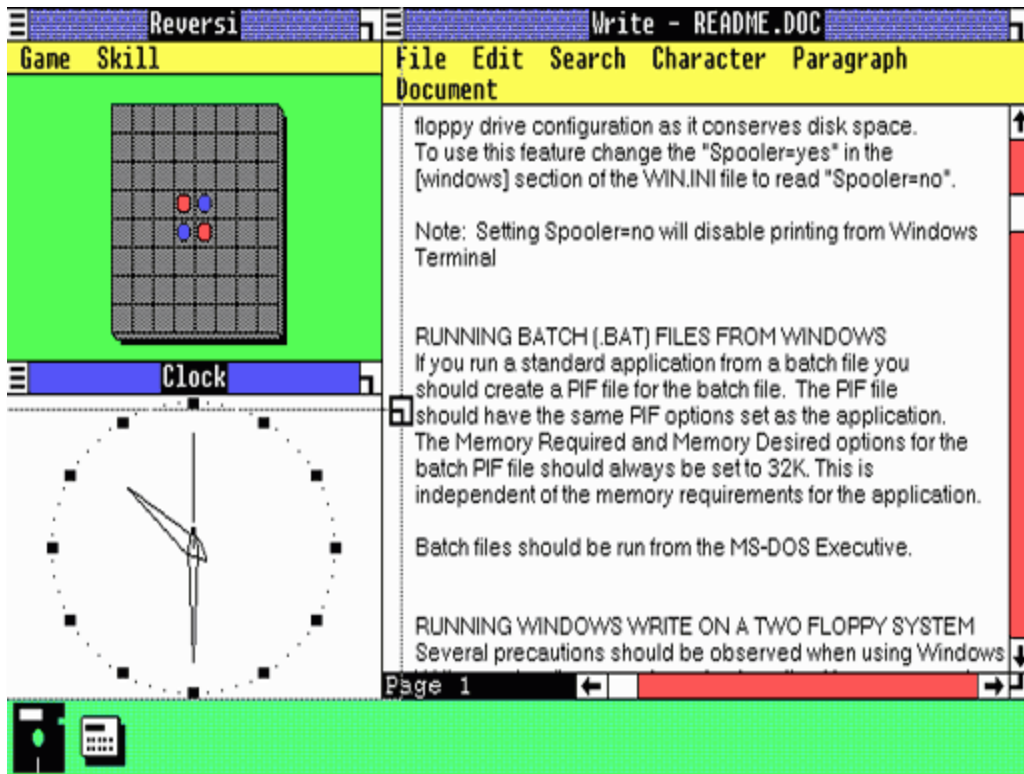 Reversi
Game Skill
Clock
Write - README.DOC
File Edit Search Character Paragraph
Document
floppy drive configuration as it conserves disk space.
To use this feature change the "Spooler=yes" in the
[windows] section of the WIN.INI file to read "Spooler=no".
Note: Setting Spooler=no will disable printing from Windows
Terminal
RUNNING BATCH (.BAT) FILES FROM WINDOWS
If you run a standard application from a batch file you
should create a PIF file for the batch file. The PIF file
should have the same PIF options set as the application.
The Memory Required and Memory Desired options for the
batch PIF file should always be set to 32K. This is
independent of the memory requirements for the application.
Batch files should be run from the MS-DOS Executive.
RUNNING WINDOWS WRITE ON A TWO FLOPPY SYSTEM
Several precautions should be observed when using Windows
Page 1